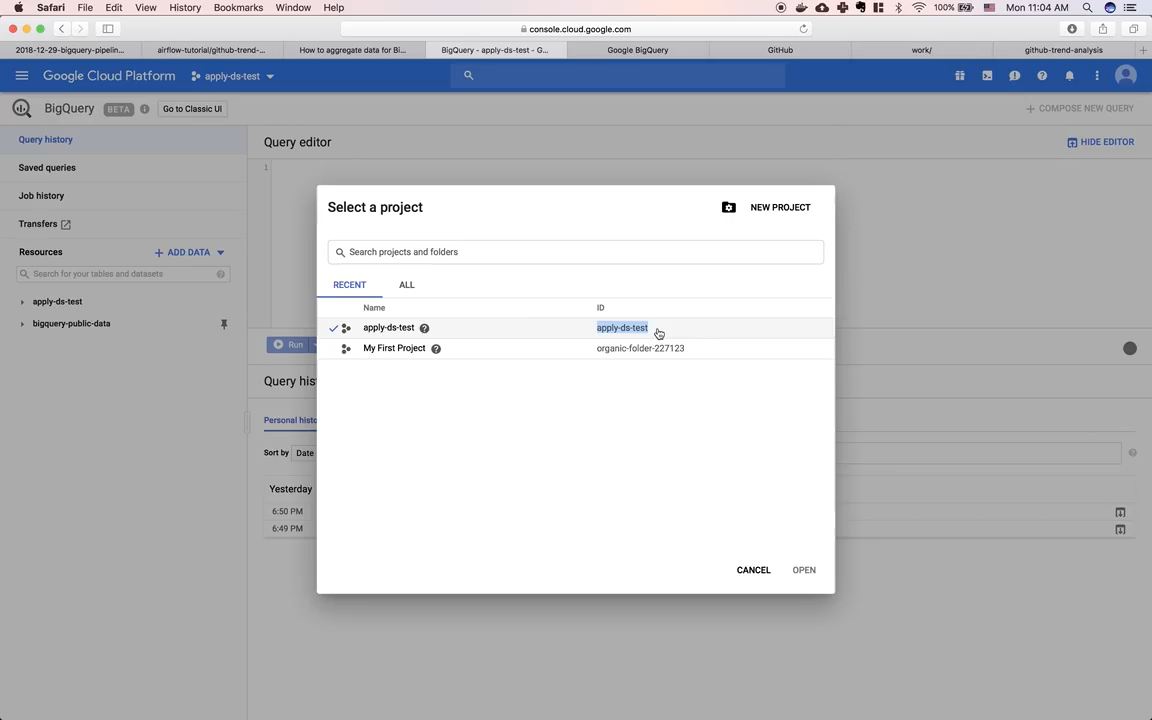 Safari File Edit View History Bookmarks Window Help 100% Mon 11:04 AM
console.cloud.google.com
2018-12-29-bigquery-pipelin... airflow-tutorial/github-trend-... How to aggregate data for Bi... BigQuery - apply-ds-test - G... Google BigQuery GitHub work/ github-trend-analysis
Google Cloud Platform apply-ds-test
BigQuery BETA Go to Classic UI + COMPOSE NEW QUERY
Query history Query editor HIDE EDITOR
Saved queries 1
Job history
Transfers
Resources + ADD DATA
Search for your tables and datasets
apply-ds-test
bigquery-public-data
Select a project NEW PROJECT
Search projects and folders
RECENT ALL
Name ID
apply-ds-test apply-ds-test
My First Project organic-folder-227123
CANCEL OPEN
Run
Query his
Personal histo
Sort by Date
Yesterday
6:50 PM
6:49 PM